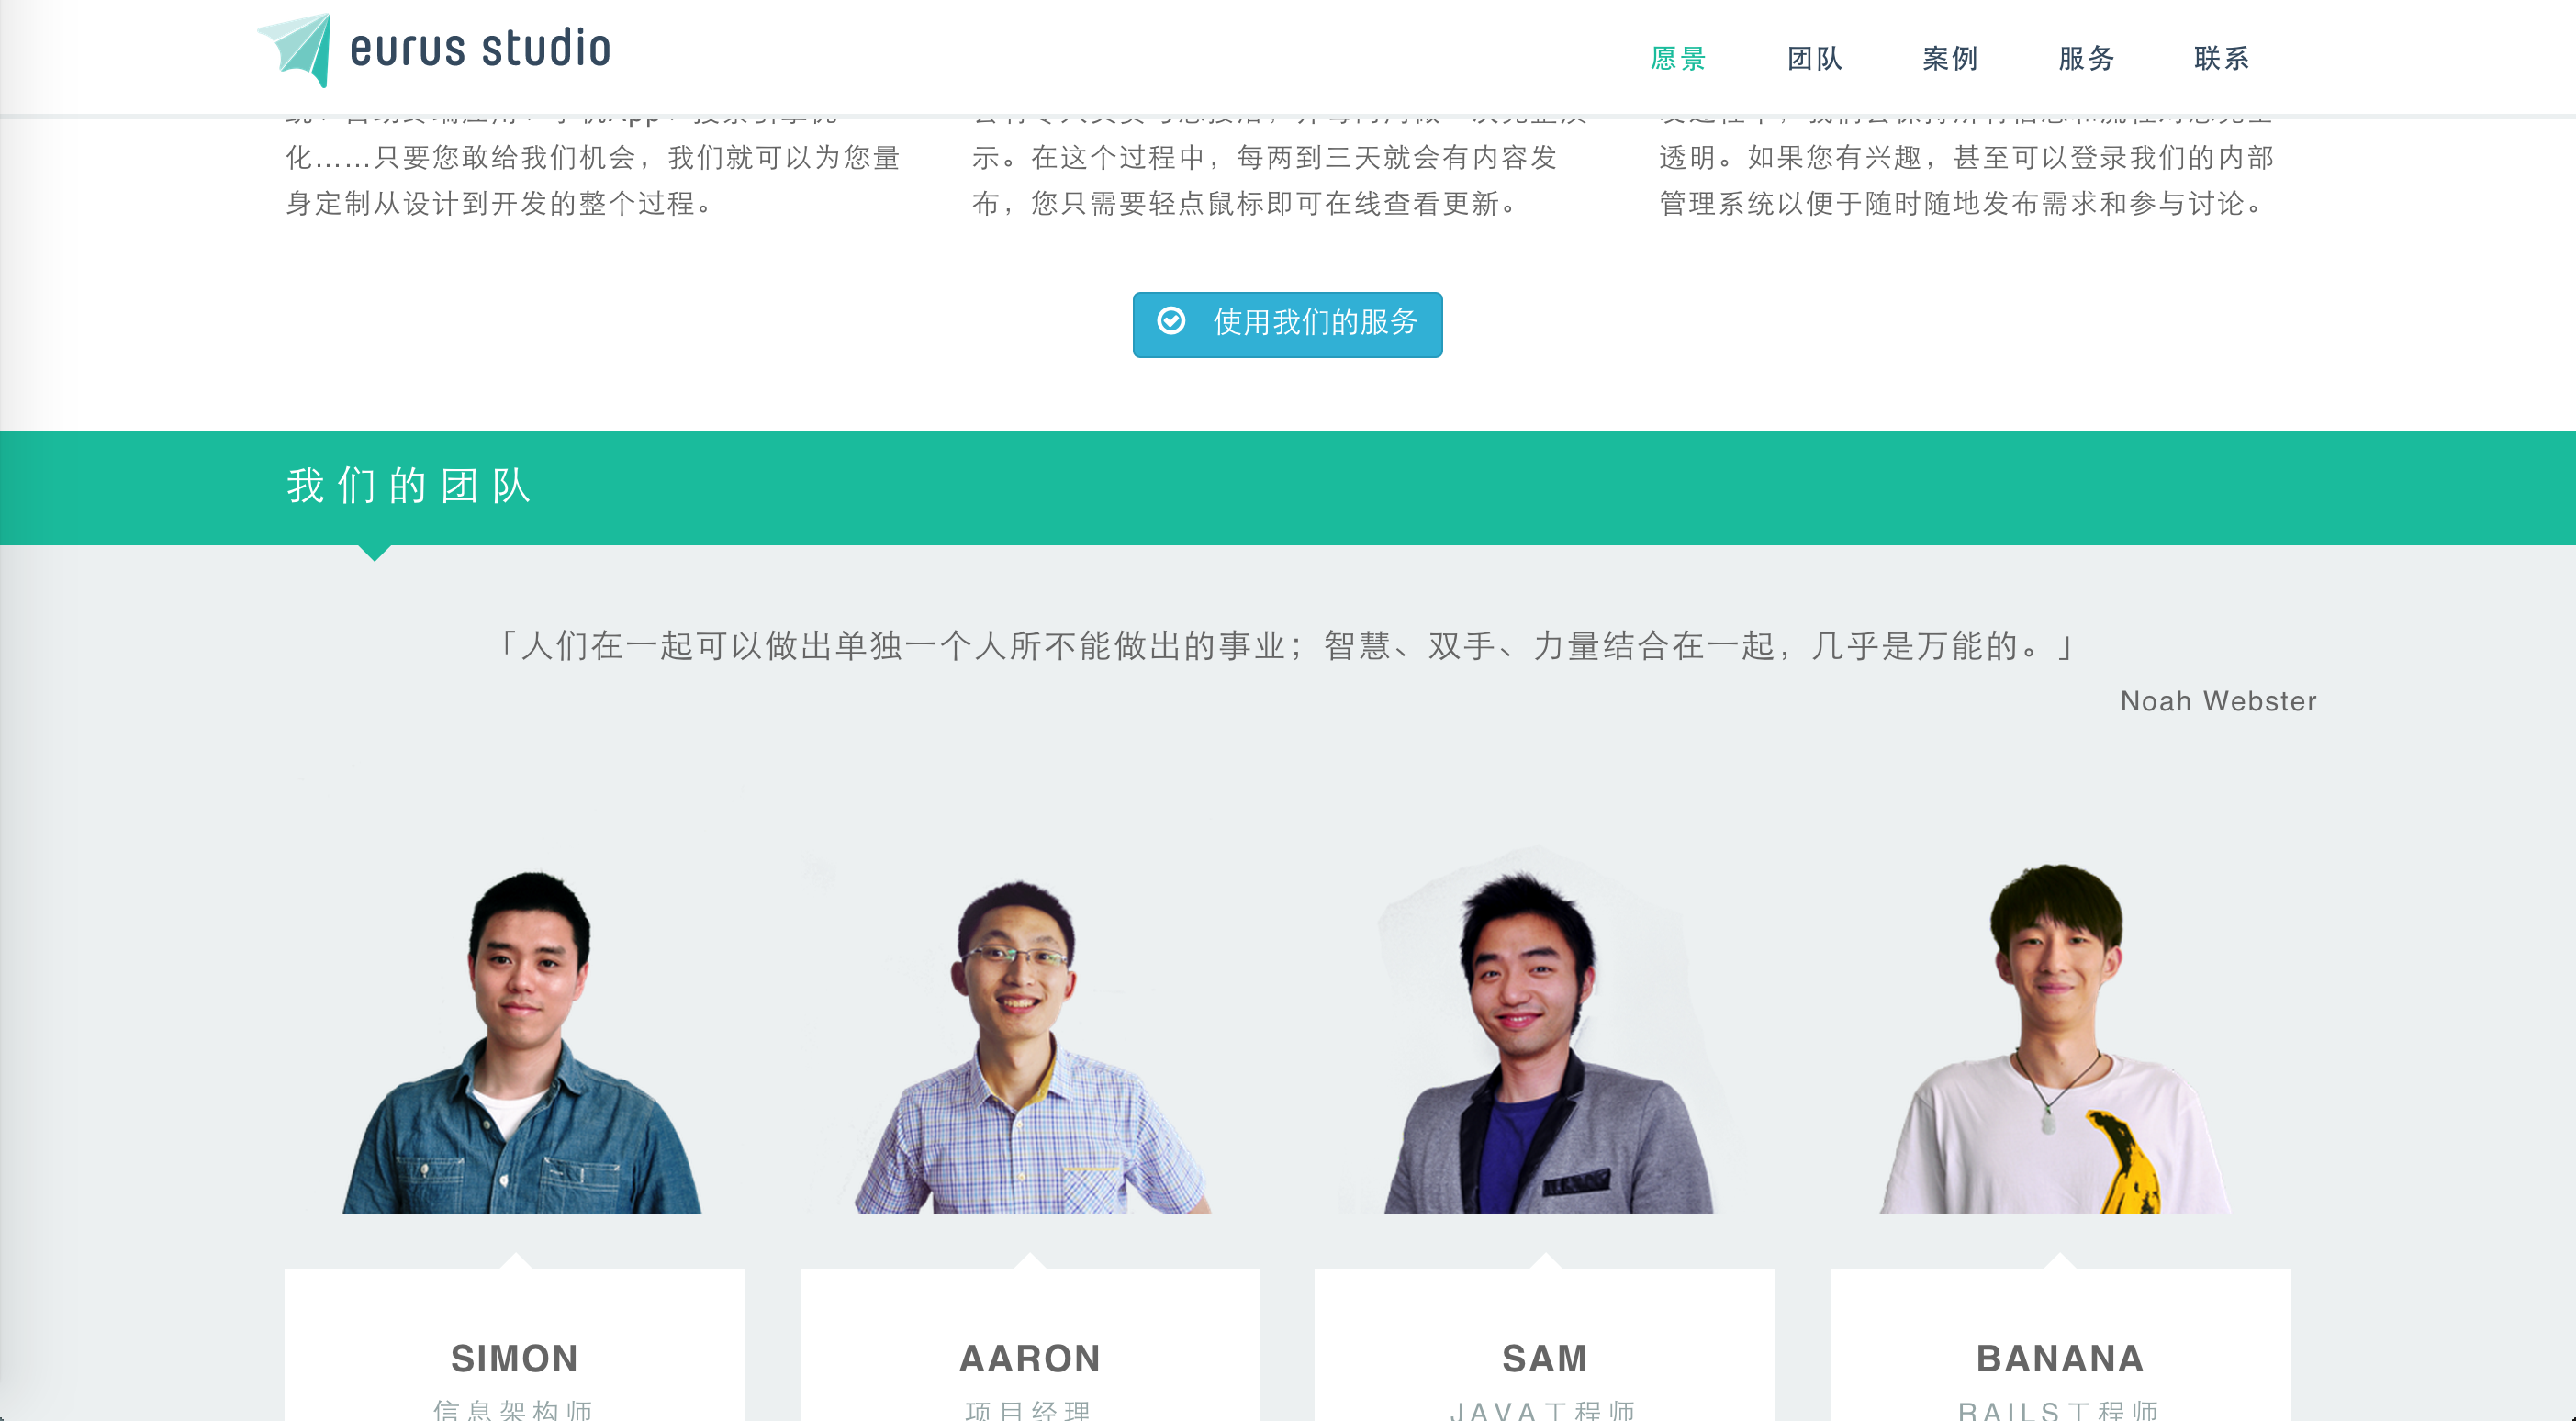 eurus studio
愿景
团队
案例
服务
联系
化……只要您敢给我们机会，我们就可以为您量
身定制从设计到开发的整个过程。
示。在这个过程中，每两到三天就会有内容发
布，您只需要轻点鼠标即可在线查看更新。
透明。如果您有兴趣，甚至可以登录我们的内部
管理系统以便于随时随地发布需求和参与讨论。
使用我们的服务
我们的团队
「人们在一起可以做出单独一个人所不能做出的事业；智慧、双手、力量结合在一起，几乎是万能的。」
Noah Webster
SIMON
信息架构师
AARON
项目经理
SAM
JAVA工程师
BANANA
RAILS工程师